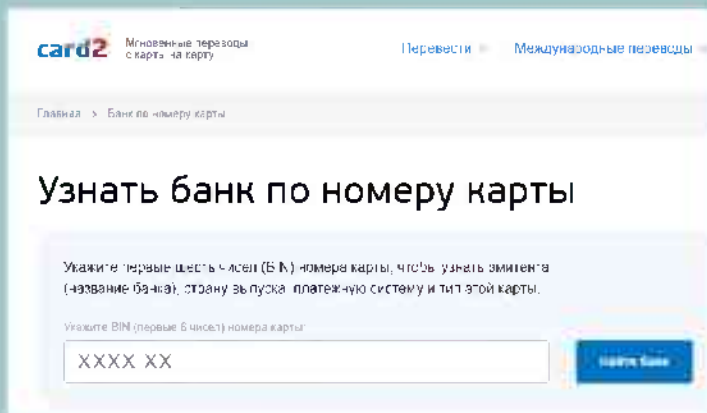 card2
Мгновенные переводы
с карты на карту
Перевести
Международные переводы
Главная > Банк по номеру карты
Узнать банк по номеру карты
Укажите первые шесть чисел (BIN) номера карты, чтобы узнать эмитента
(название банка), страну выпуска, платежную систему и тип этой карты.
Укажите BIN (первые 6 чисел) номера карты:
XXXX XX
Найти банк